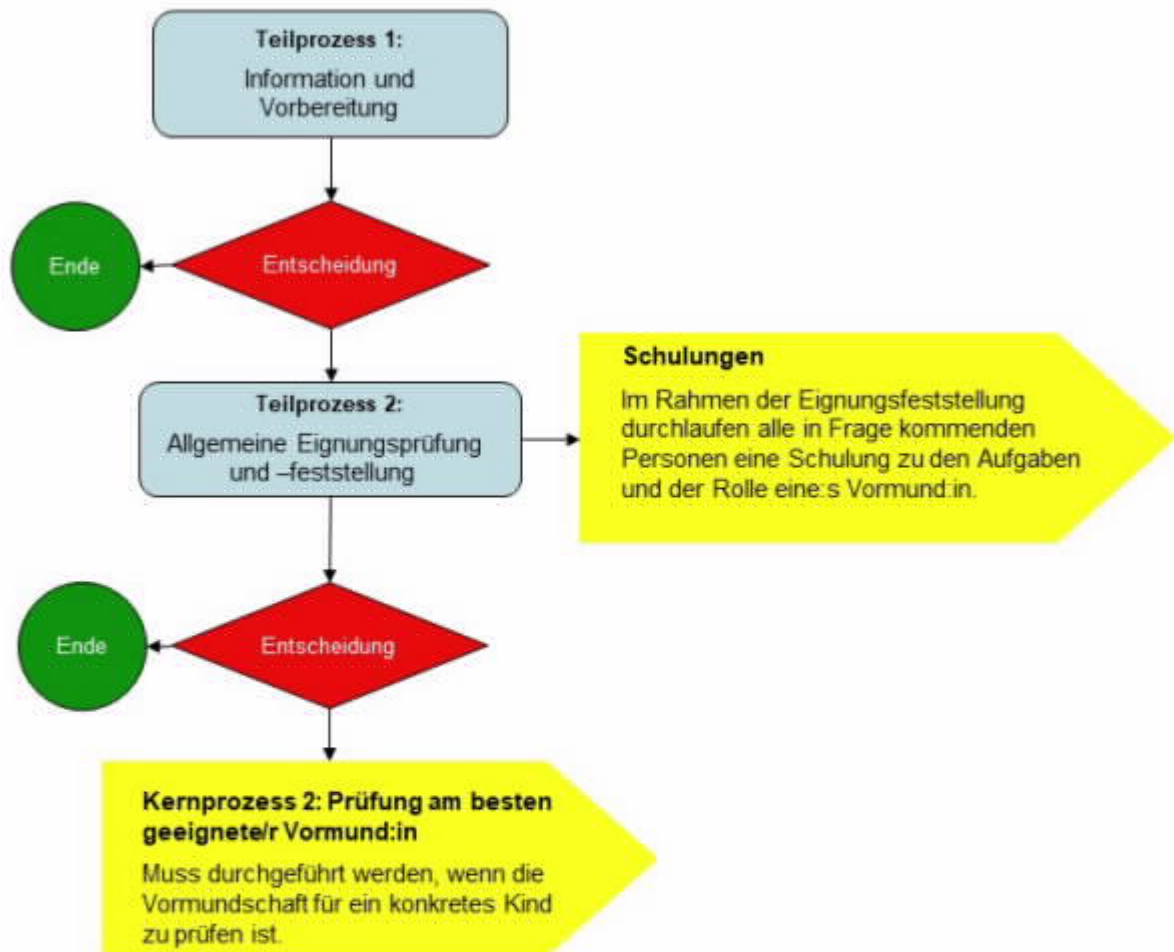 Teilprozess 1:
Information und
Vorbereitung
Ende
Entscheidung
Teilprozess 2:
Allgemeine Eignungsprüfung
und –feststellung
Schulungen
Im Rahmen der Eignungsfeststellung
durchlaufen alle in Frage kommenden
Personen eine Schulung zu den Aufgaben
und der Rolle eine:s Vormund:in.
Ende
Entscheidung
Kernprozess 2: Prüfung am besten
geeignete/r Vormund:in
Muss durchgeführt werden, wenn die
Vormundschaft für ein konkretes Kind
zu prüfen ist.